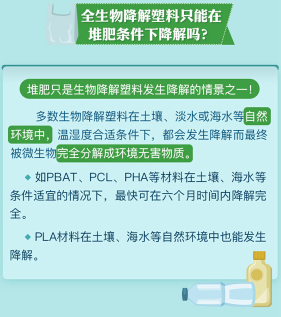 全生物降解塑料只能在
堆肥条件下降解吗?
堆肥只是生物降解塑料发生降解的情景之一!
多数生物降解塑料在土壤、淡水或海水等自然
环境中，温湿度合适条件下，都会发生降解而最终
被微生物完全分解成环境无害物质。
◆ 如PBAT、PCL、PHA等材料在土壤、海水等
条件适宜的情况下，最快可在六个月时间内降解完
全。
◆ PLA材料在土壤、海水等自然环境中也能发生
降解。